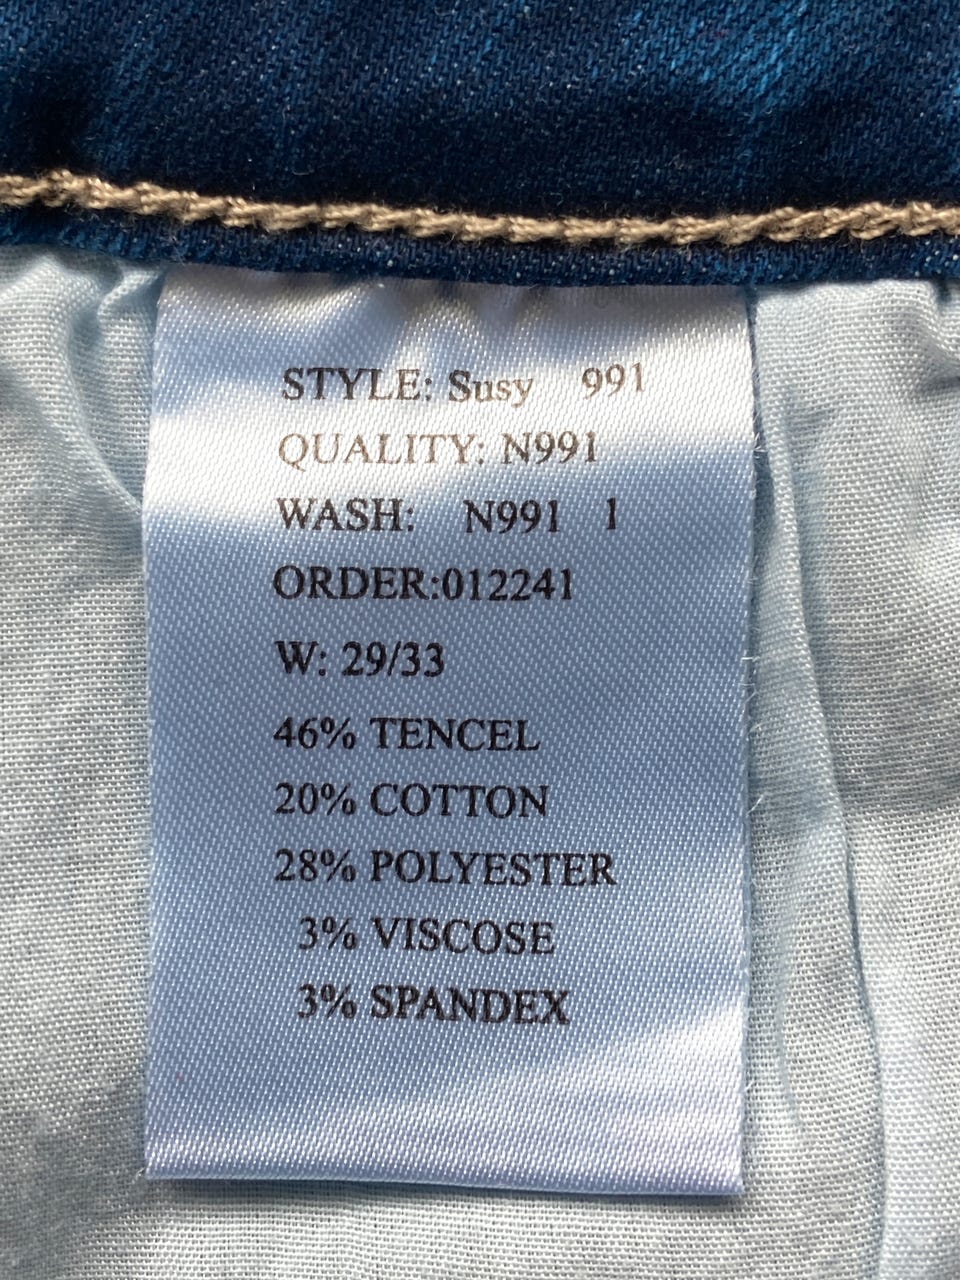 STYLE: Susy 991
QUALITY: N991
WASH: N991 1
ORDER:012241
W: 29/33
46% TENCEL
20% COTTON
28% POLYESTER
3% VISCOSE
3% SPANDEX